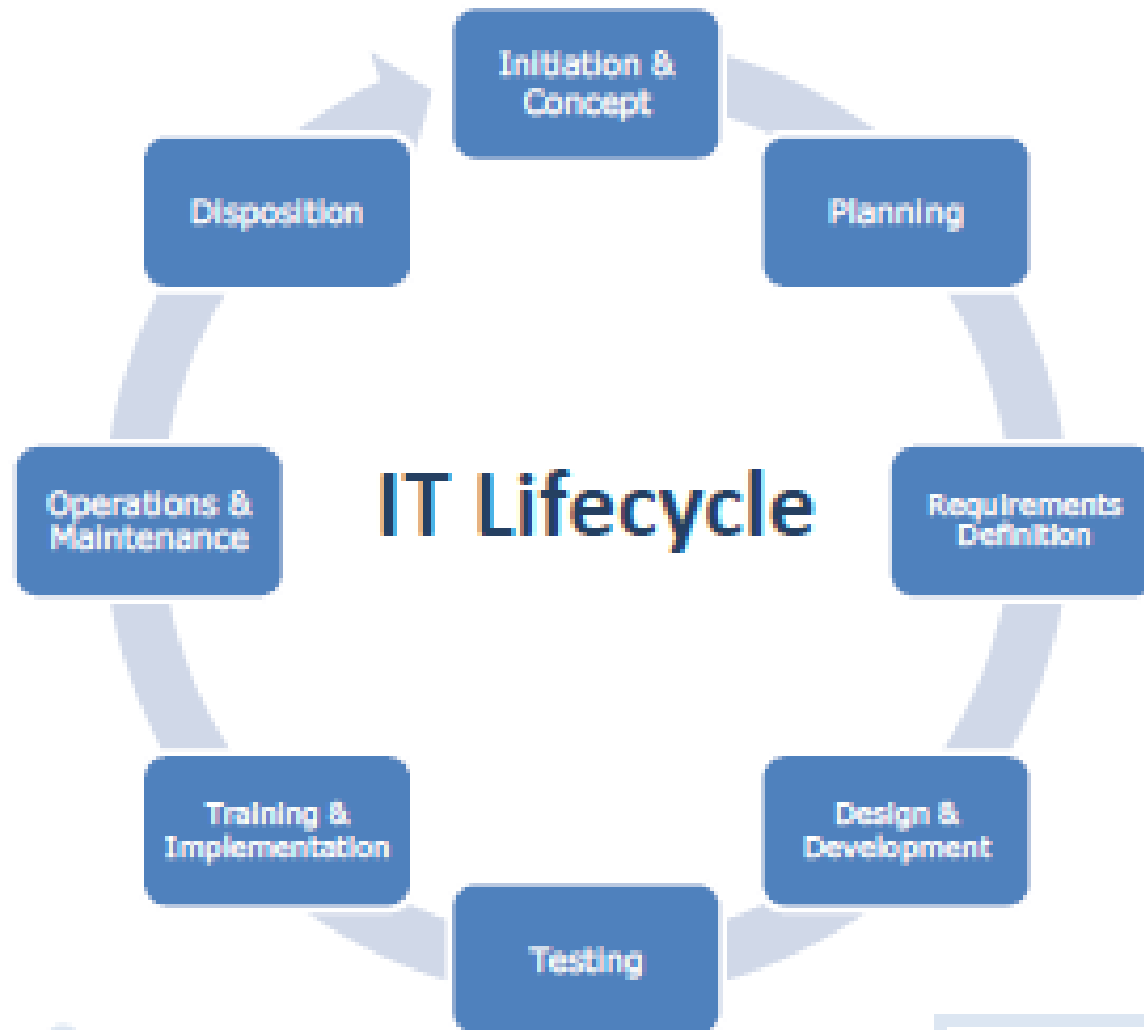 Initiation &
Concept
Planning
Requirements
Definition
Design &
Development
Testing
Training &
Implementation
Operations &
Maintenance
Disposition
IT Lifecycle